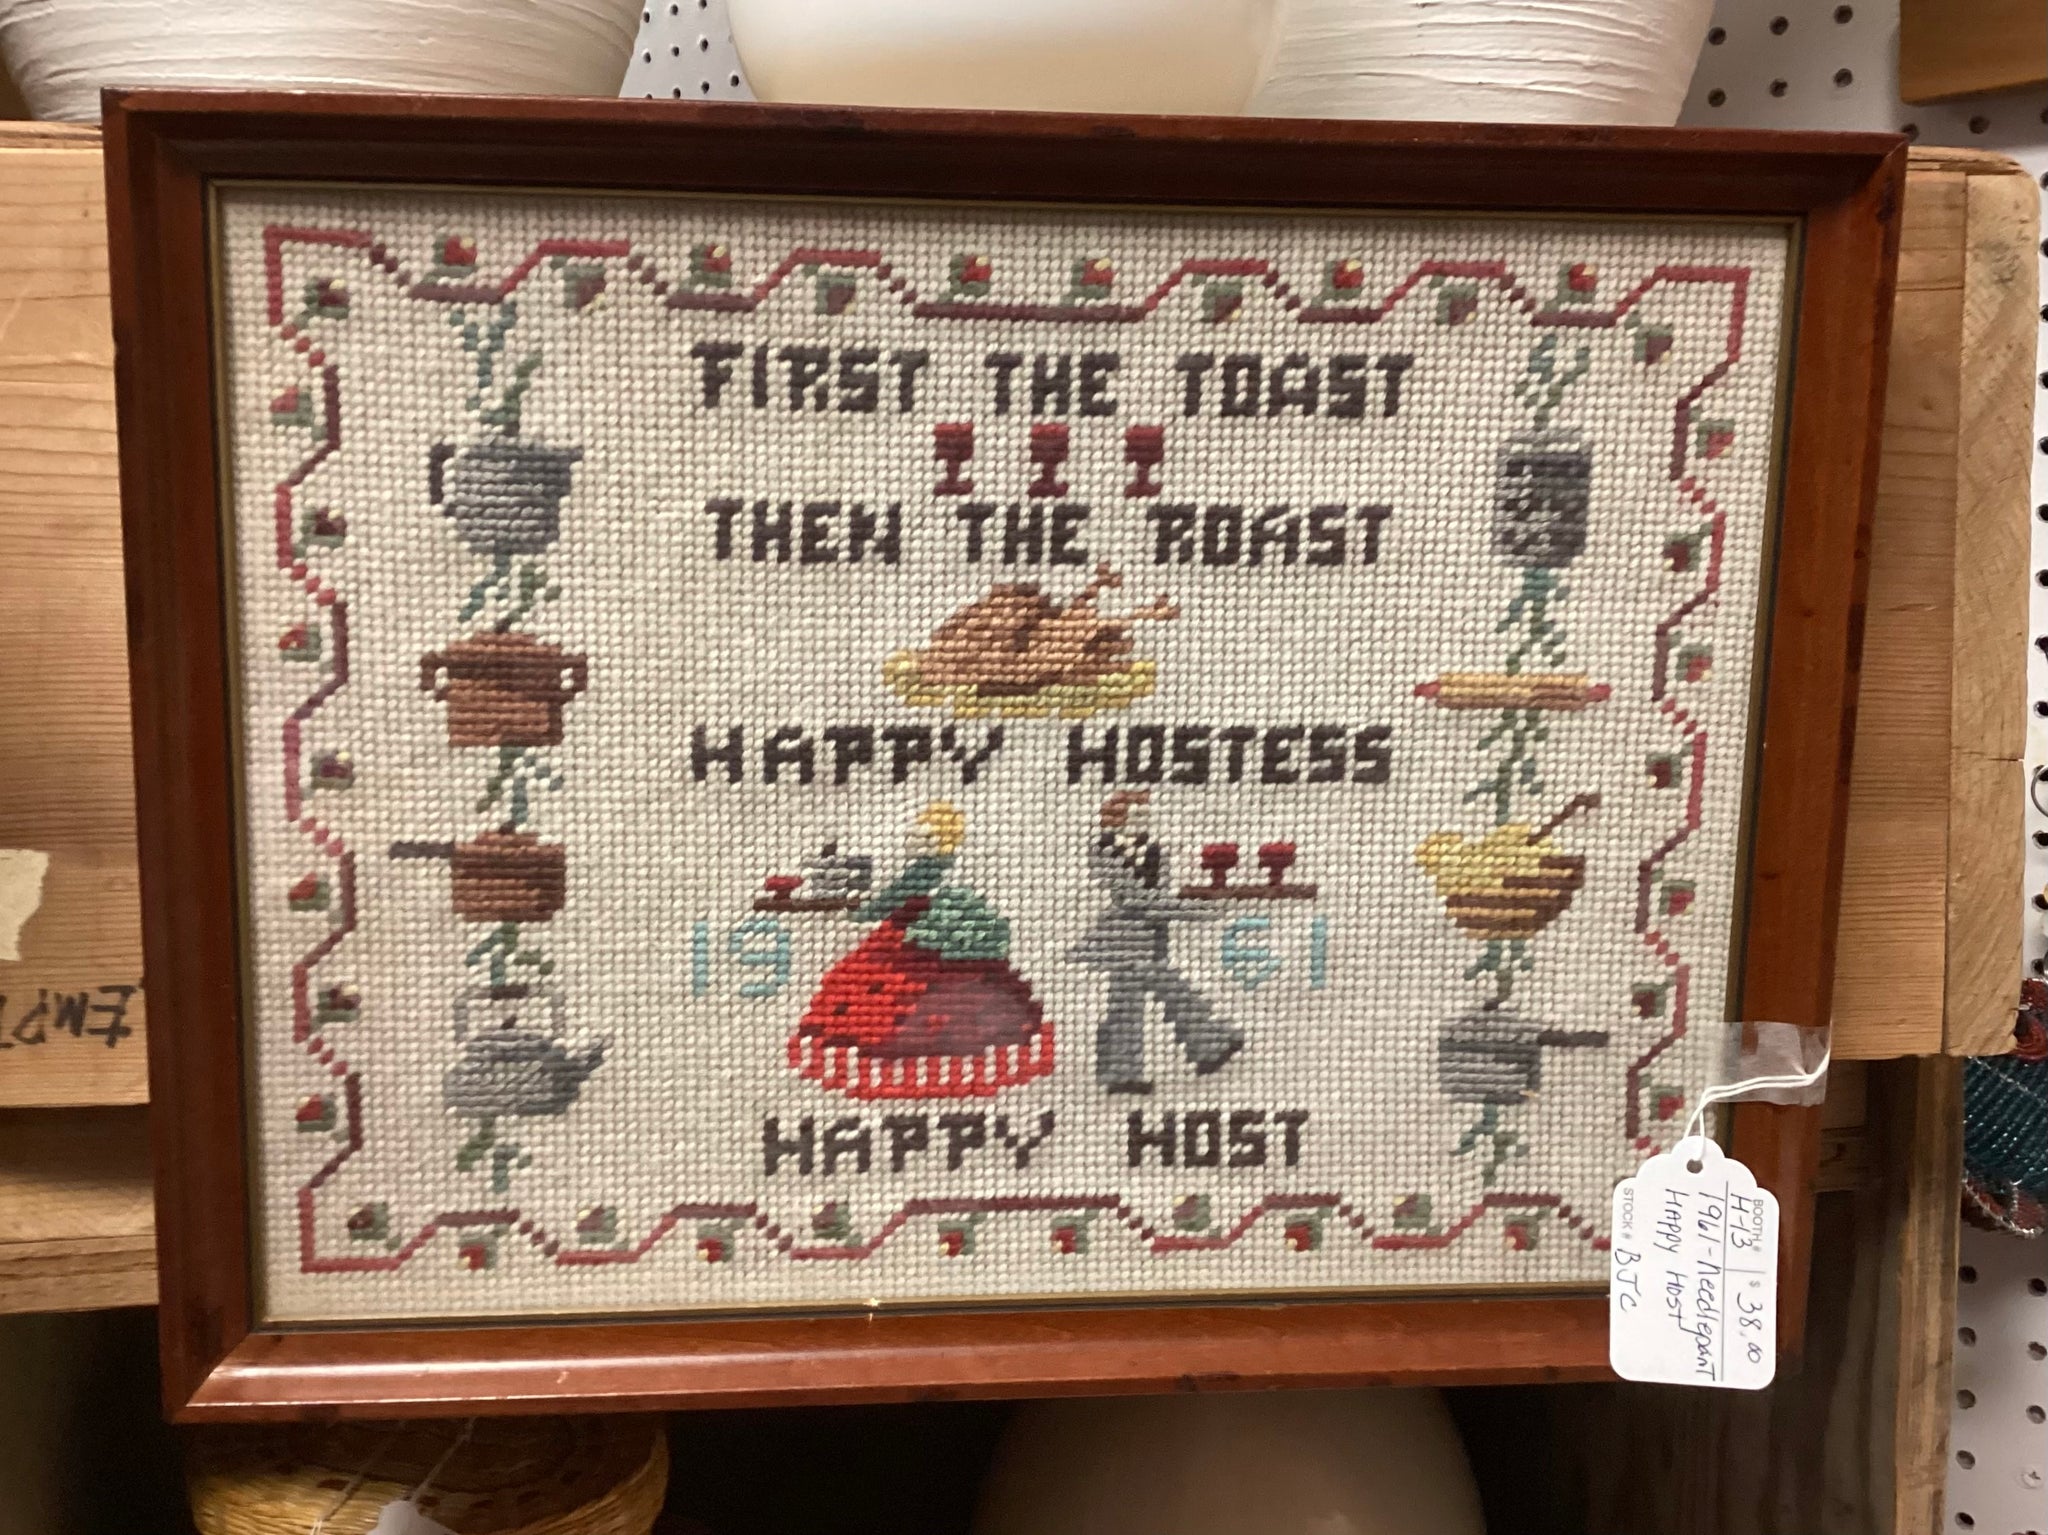 FIRST THE TOAST
THEN THE ROAST
HAPPY HOSTESS
19 61
HAPPY HOST
BOOTH#
H-13 $ 38.00
1961-Needlepoint
HAPPY HOST
STOCK# BJC